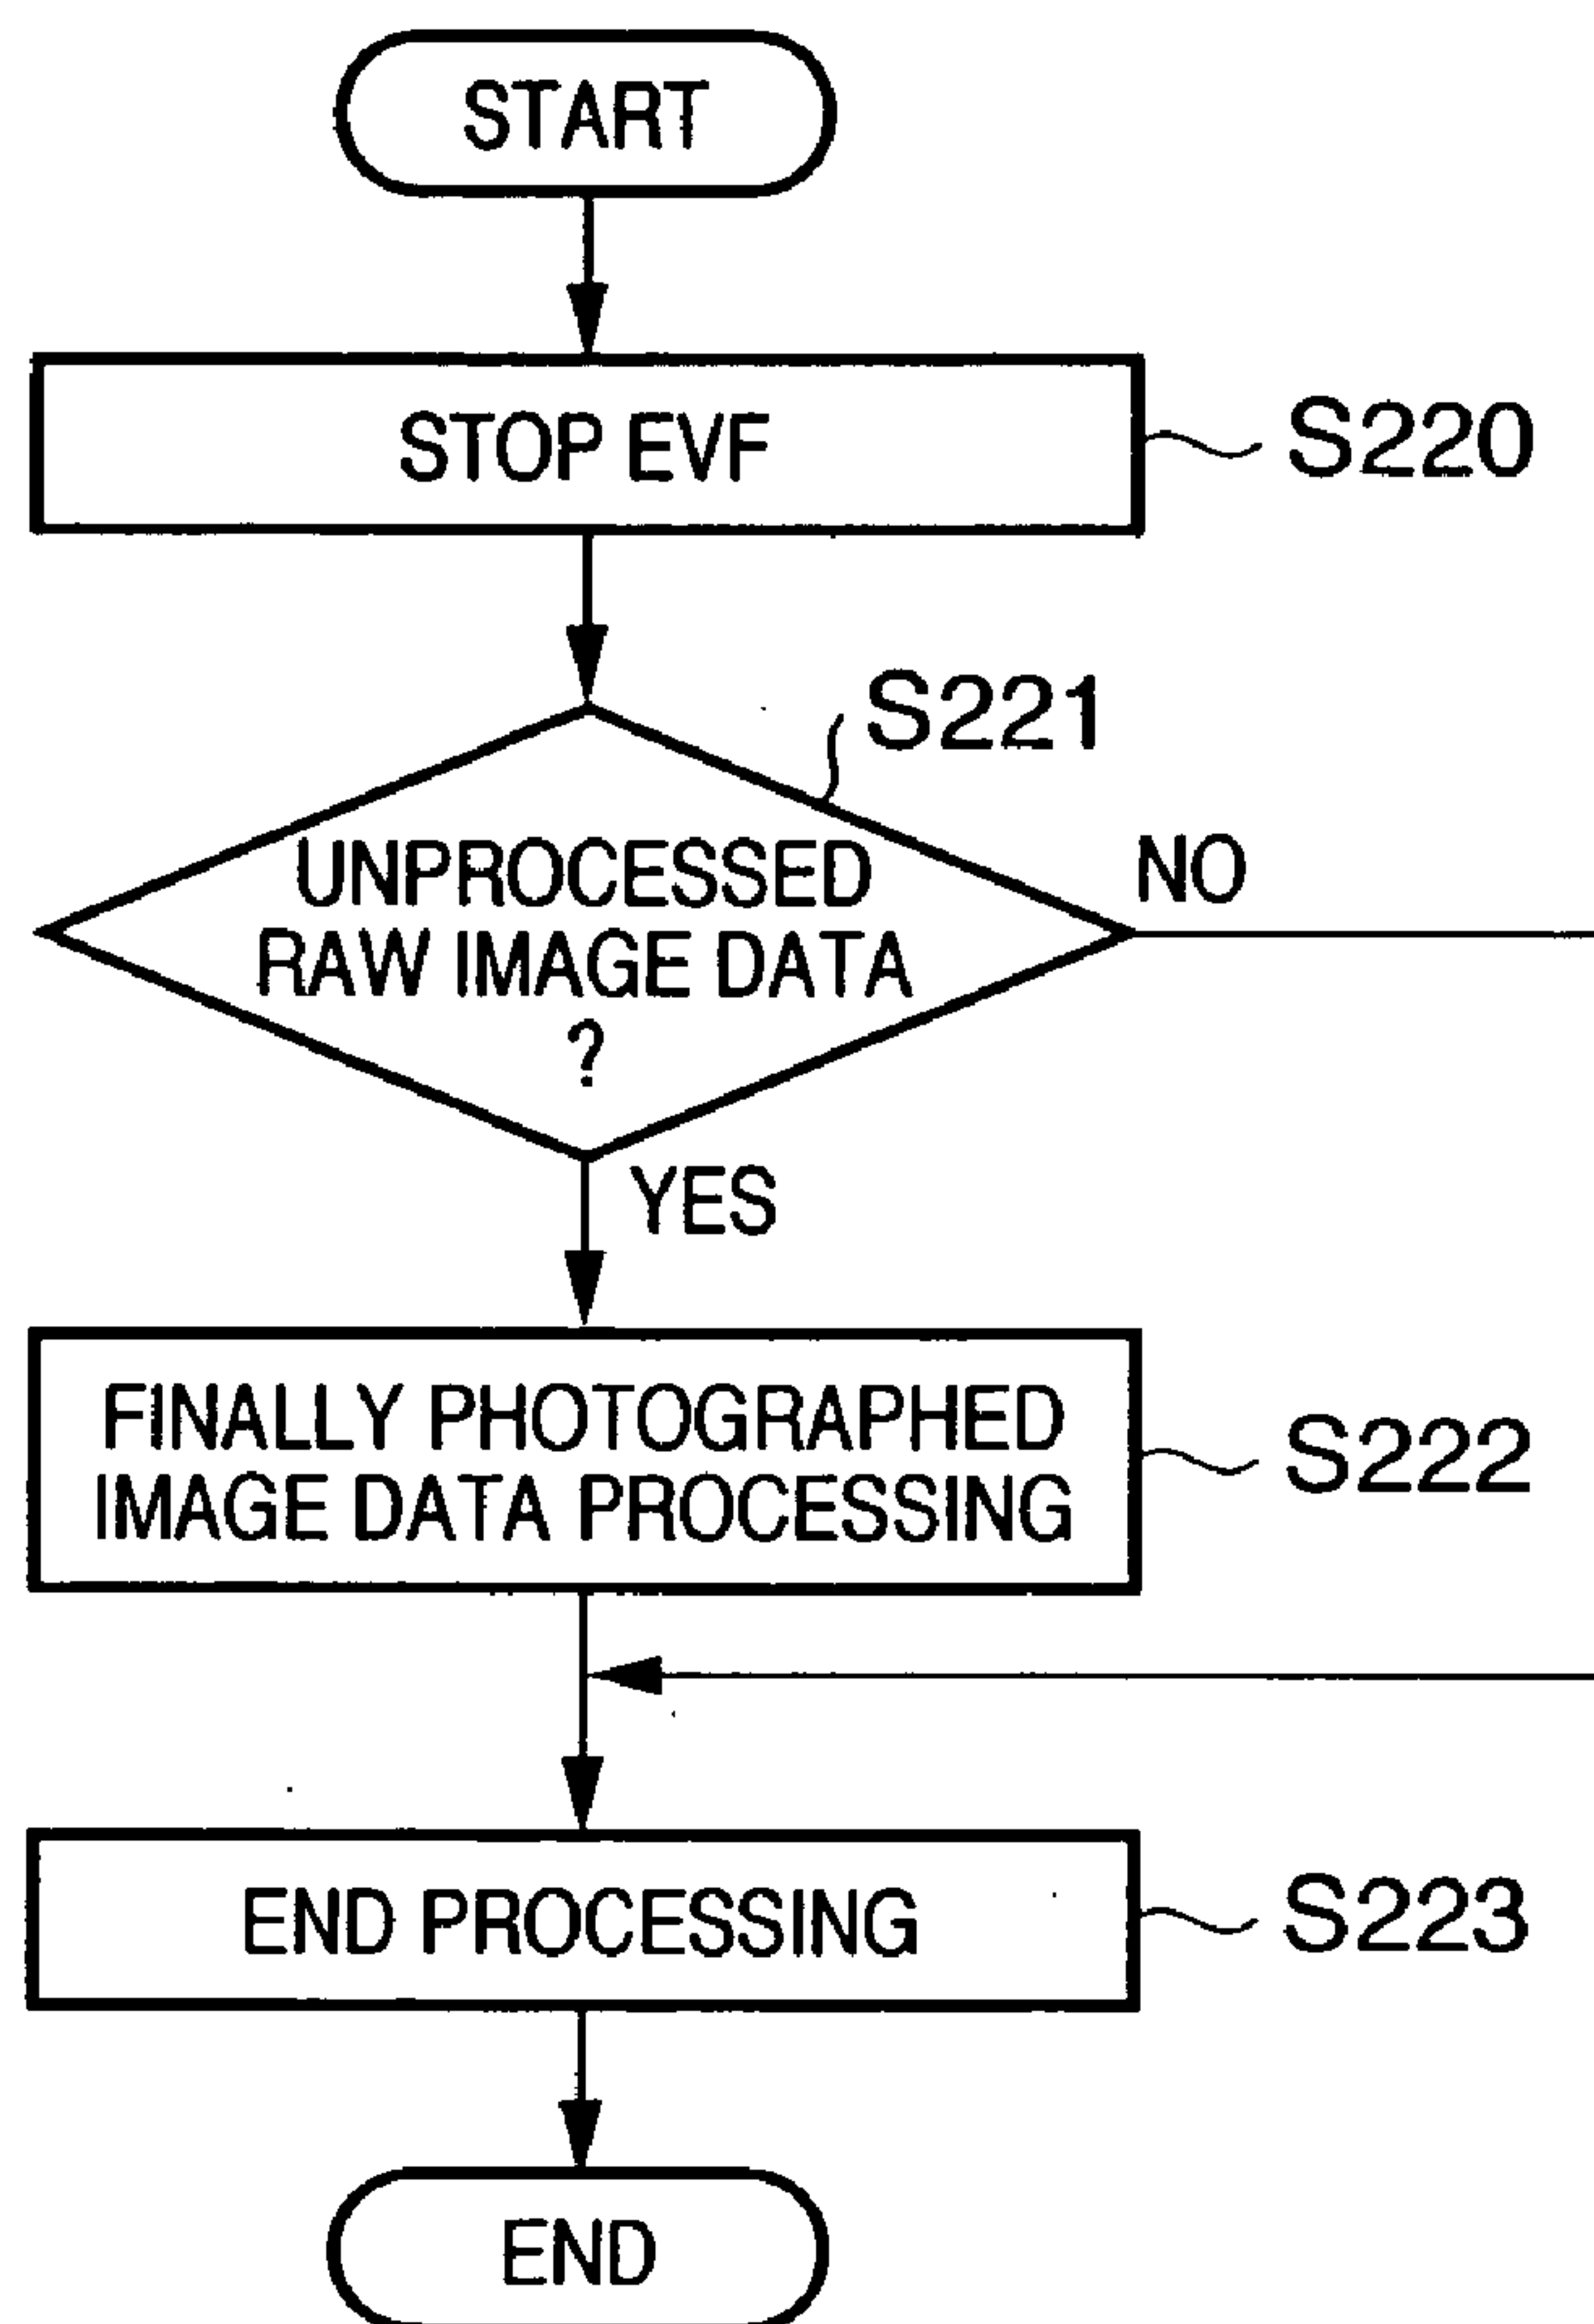 START
STOP EVF
S220
S221
UNPROCESSED
RAW IMAGE DATA
?
NO
YES
FINALLY PHOTOGRAPHED
IMAGE DATA PROCESSING
S222
END PROCESSING
S223
END